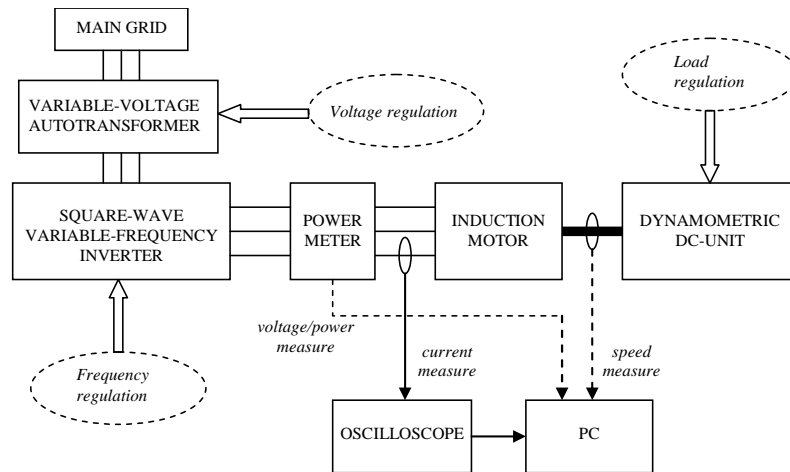 MAIN GRID
VARIABLE-VOLTAGE
AUTOTRANSFORMER
Voltage regulation
Load
regulation
SQUARE-WAVE
VARIABLE-FREQUENCY
INVERTER
POWER
METER
INDUCTION
MOTOR
DYNAMOMETRIC
DC-UNIT
voltage/power
measure
current
measure
speed
measure
Frequency
regulation
OSCILLOSCOPE
PC